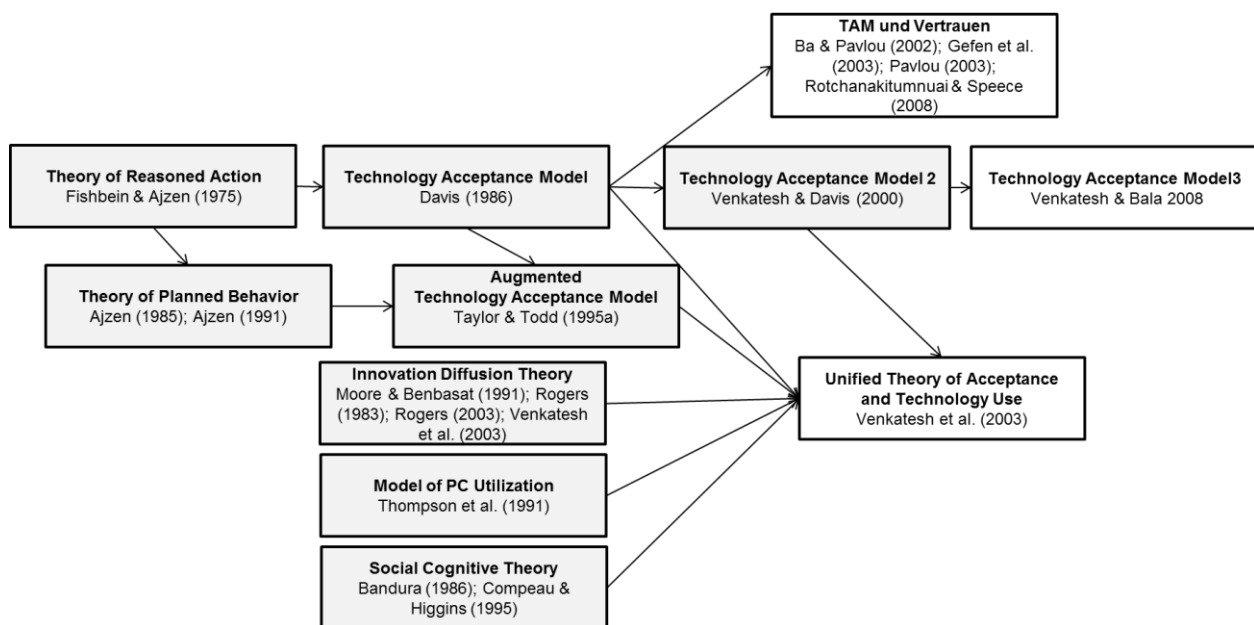 TAM und Vertrauen
Ba & Pavlou (2002); Gefen et al.
(2003); Pavlou (2003);
Rotchanakitumnuai & Speece
(2008)
Theory of Reasoned Action
Fishbein & Ajzen (1975)
Technology Acceptance Model
Davis (1986)
Technology Acceptance Model 2
Venkatesh & Davis (2000)
Technology Acceptance Model3
Venkatesh & Bala 2008
Theory of Planned Behavior
Ajzen (1985); Ajzen (1991)
Augmented
Technology Acceptance Model
Taylor & Todd (1995a)
Innovation Diffusion Theory
Moore & Benbasat (1991); Rogers
(1983); Rogers (2003); Venkatesh
et al. (2003)
Unified Theory of Acceptance
and Technology Use
Venkatesh et al. (2003)
Model of PC Utilization
Thompson et al. (1991)
Social Cognitive Theory
Bandura (1986); Compeau &
Higgins (1995)